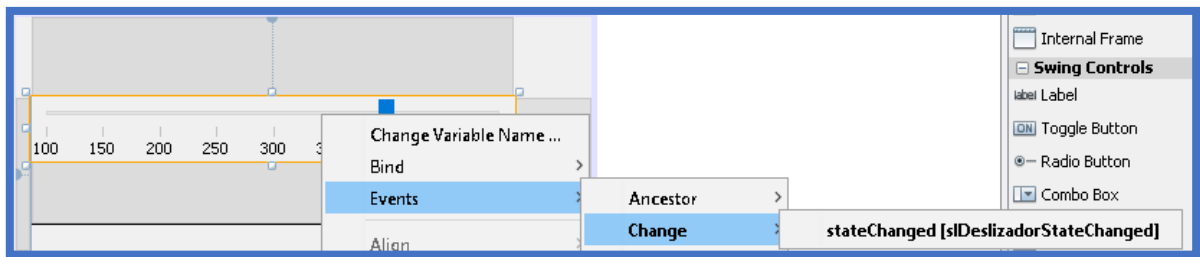 100 150 200 250 300 3
Change Variable Name ...
Bind
Events
Align
Ancestor
Change
stateChanged [slDeslizadorStateChanged]
Internal Frame
Swing Controls
label Label
ON Toggle Button
Radio Button
Combo Box